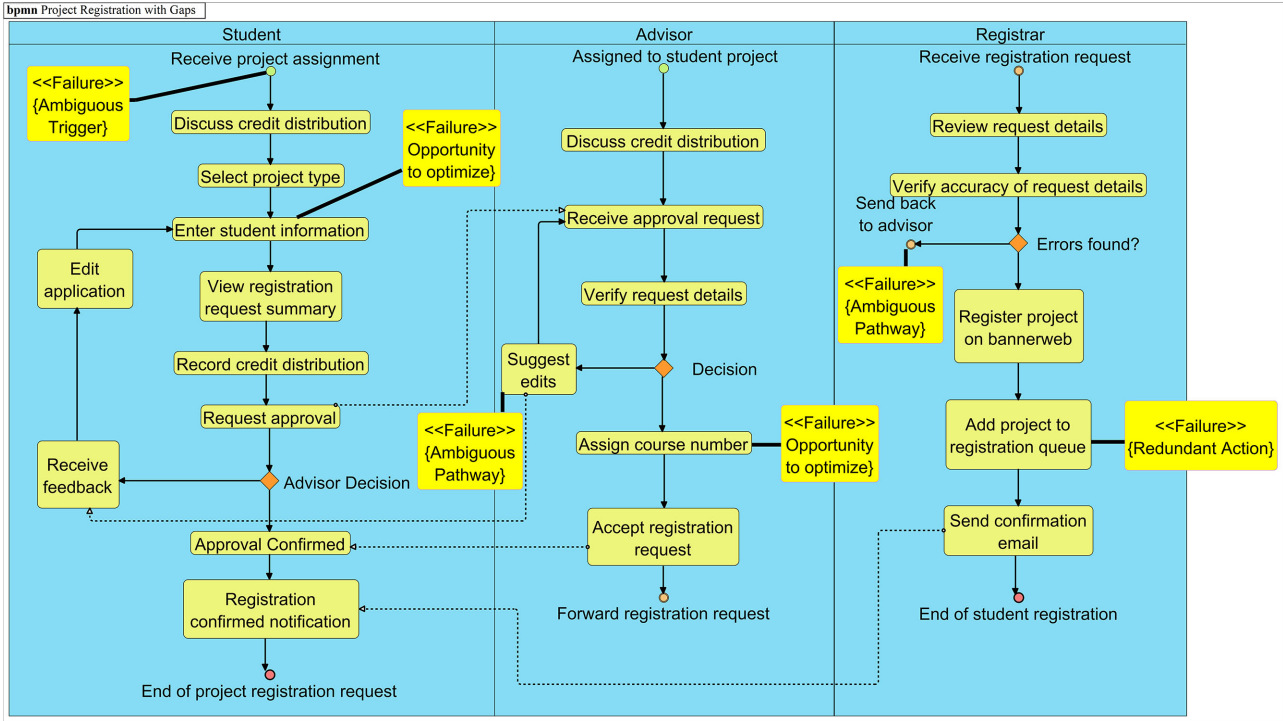 bpmn Project Registration with Gaps
Student
Advisor
Registrar
Receive project assignment
<<Failure>>
{Ambiguous
Trigger}
Discuss credit distribution
<<Failure>>
Opportunity
to optimize}
Select project type
Enter student information
Edit
application
View registration
request summary
Record credit distribution
Request approval
Receive
feedback
Advisor Decision
Approval Confirmed
Registration
confirmed notification
End of project registration request
Assigned to student project
Discuss credit distribution
Receive approval request
Verify request details
Suggest
edits
Decision
<<Failure>>
{Ambiguous
Pathway}
Assign course number
<<Failure>>
Opportunity
to optimize}
Accept registration
request
Forward registration request
Receive registration request
Review request details
Verify accuracy of request details
Send back
to advisor
Errors found?
<<Failure>>
{Ambiguous
Pathway}
Register project
on bannerweb
Add project to
registration queue
<<Failure>>
{Redundant Action}
Send confirmation
email
End of student registration